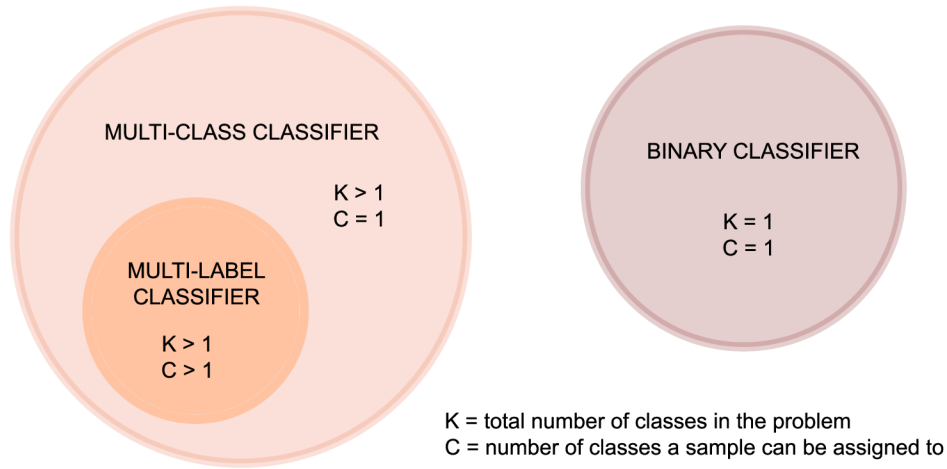 MULTI-CLASS CLASSIFIER
K > 1
C = 1
MULTI-LABEL
CLASSIFIER
K > 1
C > 1
BINARY CLASSIFIER
K = 1
C = 1
K = total number of classes in the problem
C = number of classes a sample can be assigned to